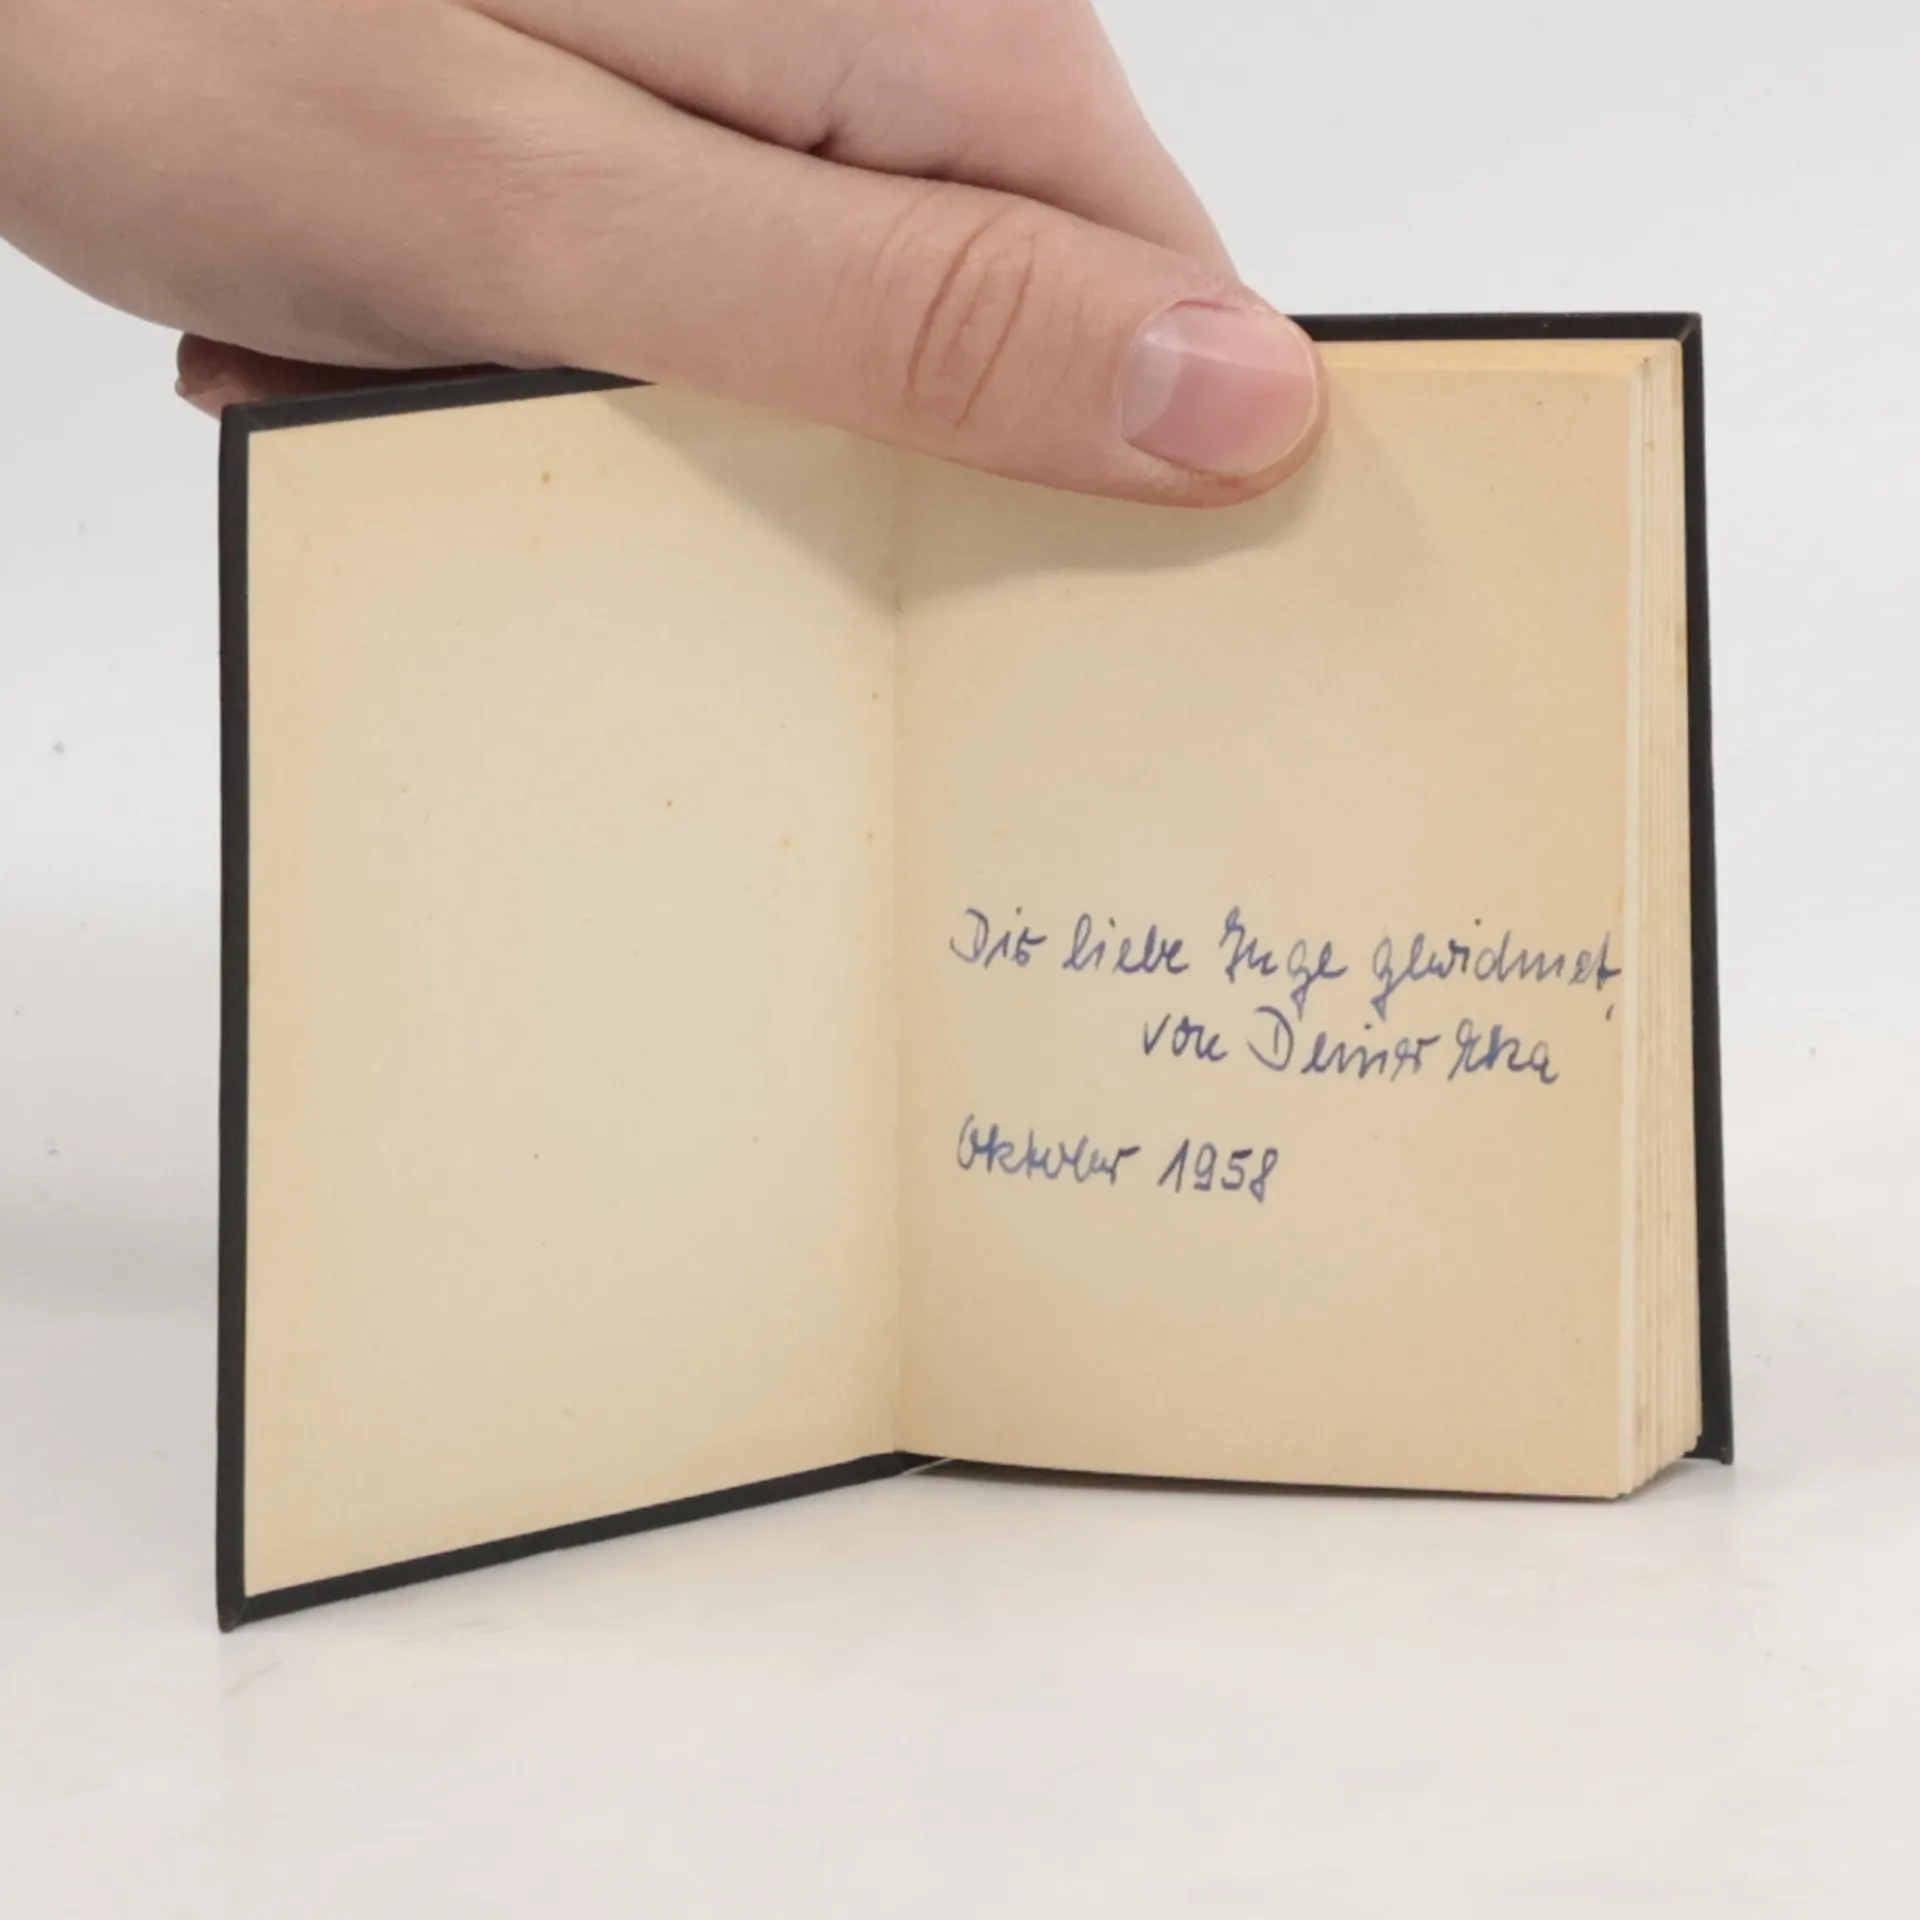 Dir liebe Inge gewidmet,
von Deiner
Oktober 1958